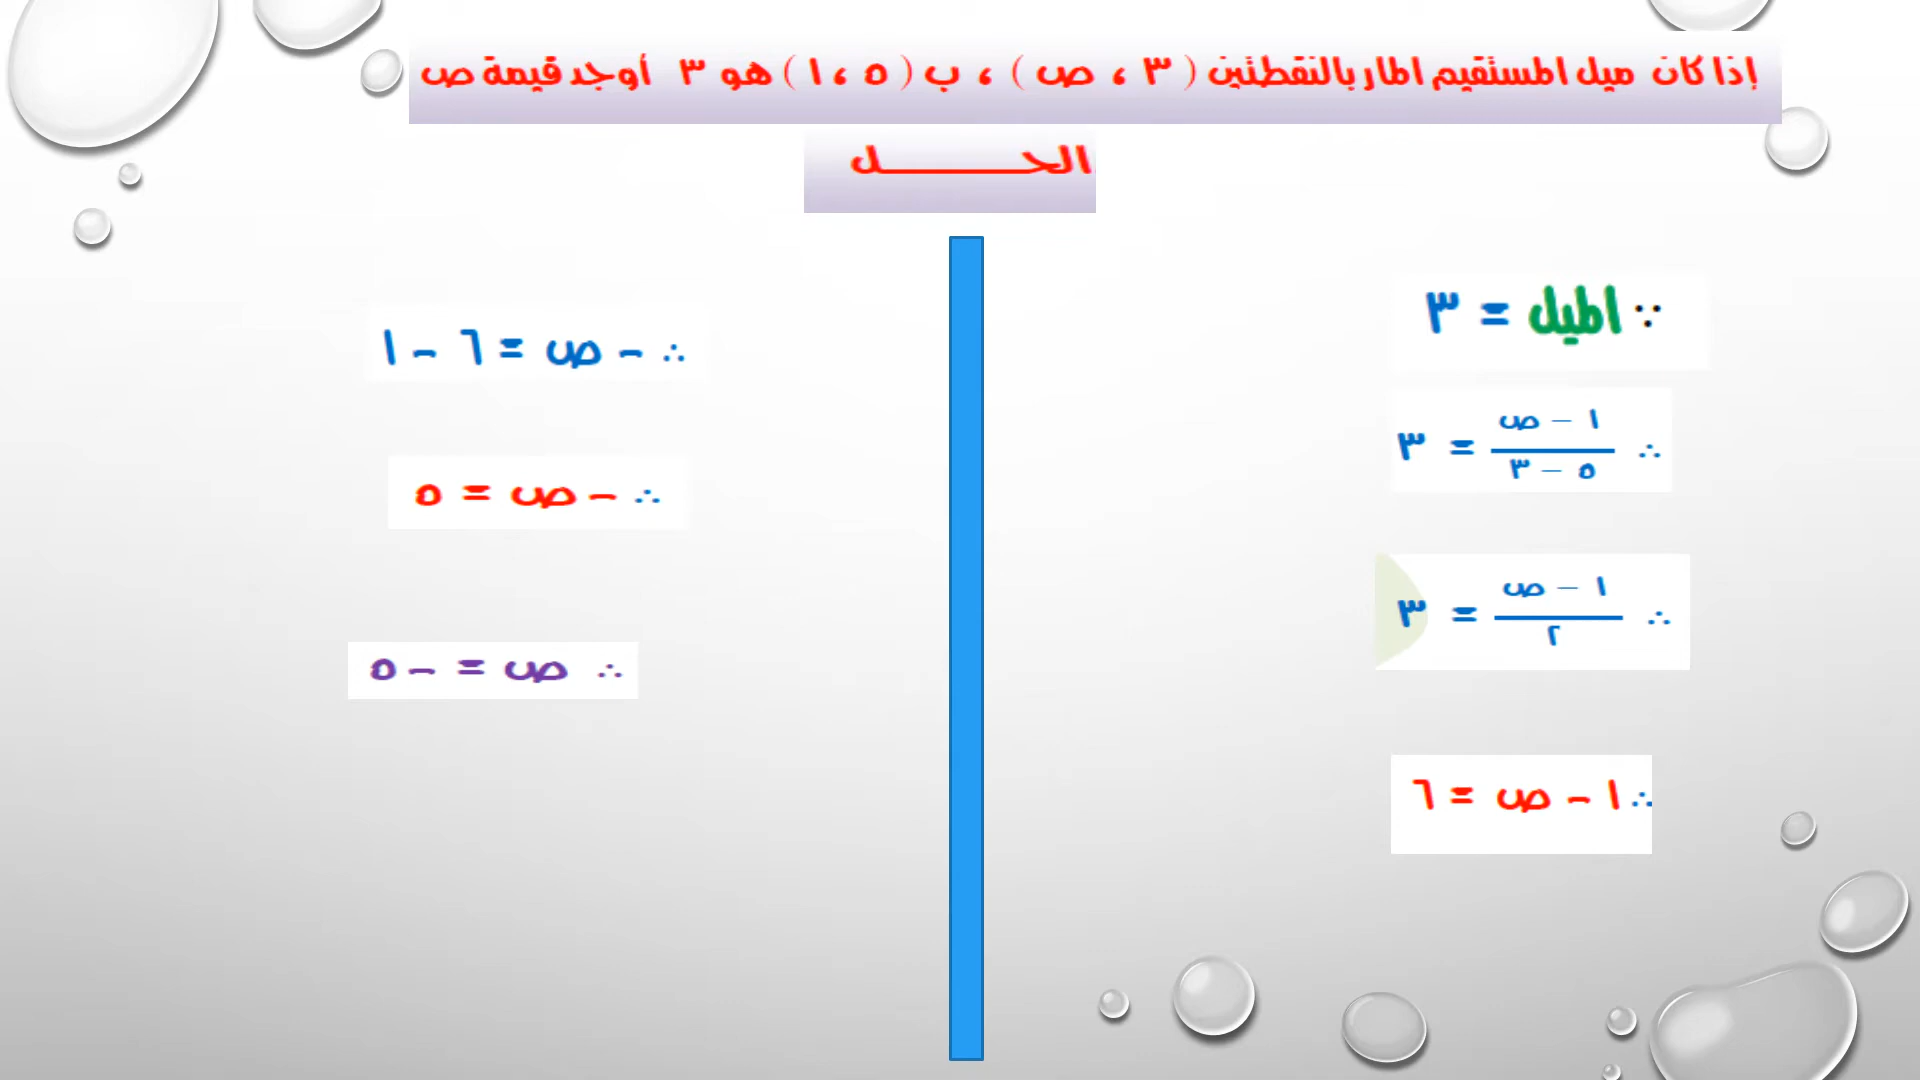 إذا كان ميل المستقيم المار بالنقطتين ( ٣ ، ص ) ، ب ( ٥ ، ١ ) هو ٣ أوجد قيمة ص
الحـــــــــل
∵ الميل = ٣
∴ ١ − ص / ٥ − ٣ = ٣
∴ ١ − ص / ٢ = ٣
∴ ١ − ص = ٦
∴ − ص = ٦ − ١
∴ − ص = ٥
∴ ص = − ٥